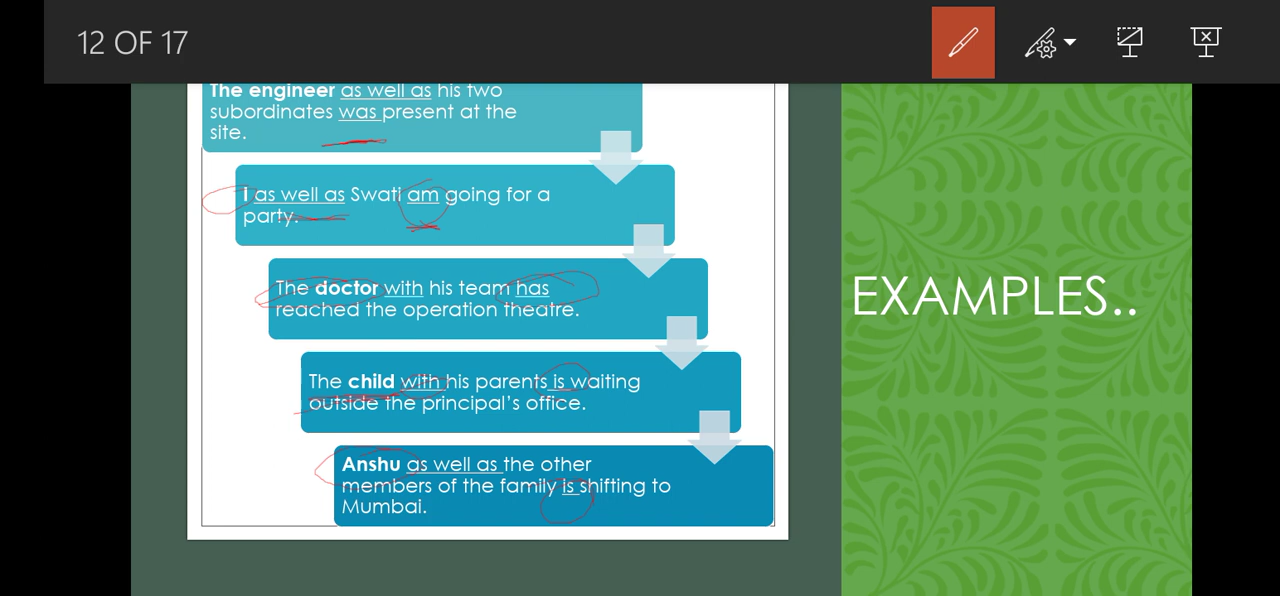 12 OF 17
The engineer as well as his two
subordinates was present at the
site.
I as well as Swati am going for a
party.
The doctor with his team has
reached the operation theatre.
The child with his parents is waiting
outside the principal's office.
Anshu as well as the other
members of the family is shifting to
Mumbai.
EXAMPLES..